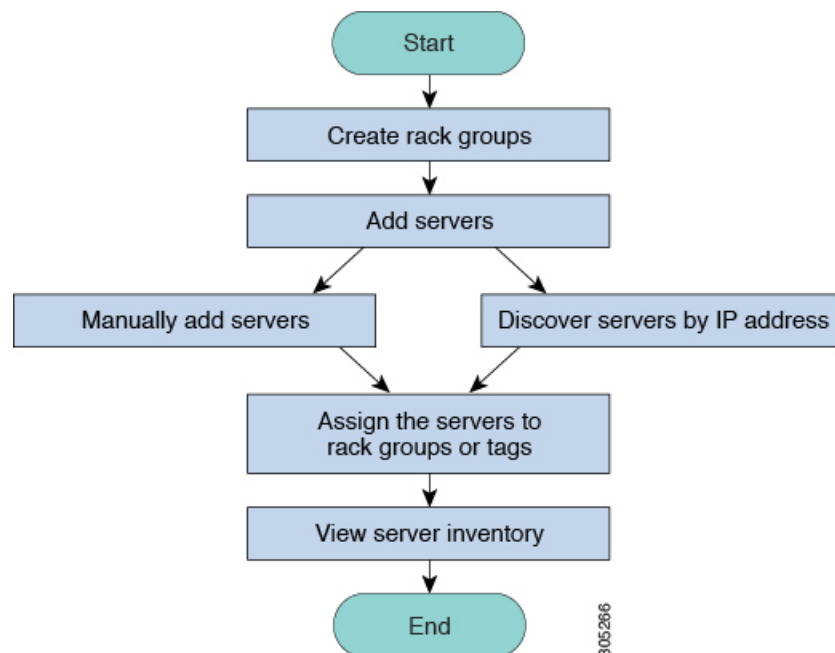 Start
Create rack groups
Add servers
Manually add servers
Discover servers by IP address
Assign the servers to
rack groups or tags
View server inventory
End
305266